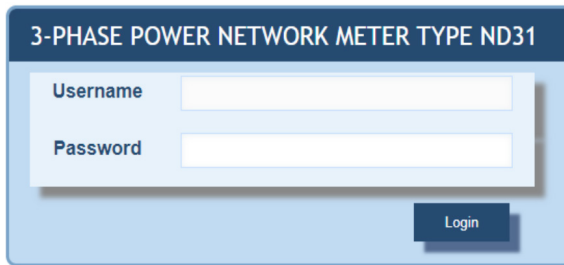 3-PHASE POWER NETWORK METER TYPE ND31
Username
Password
Login